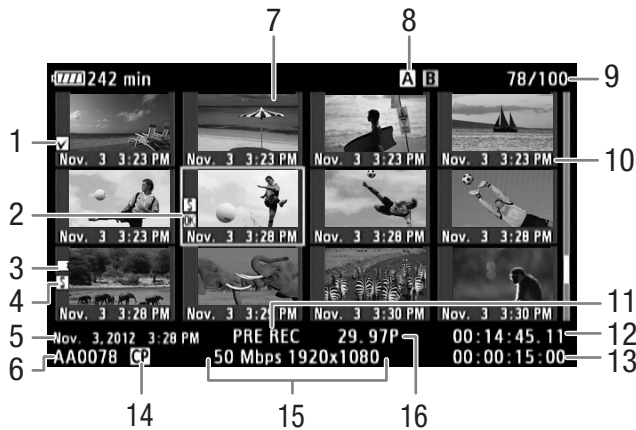 7 8
242 min A B 78/100 9
1
Nov. 3 3:23 PM Nov. 3 3:23 PM Nov. 3 3:23 PM Nov. 3 3:23 PM 10
2 S OK
Nov. 3 3:23 PM Nov. 3 3:28 PM Nov. 3 3:28 PM Nov. 3 3:28 PM
3
4 S
Nov. 3 3:28 PM Nov. 3 3:29 PM Nov. 3 3:30 PM Nov. 3 3:30 PM 11
5 Nov. 3, 2012 3:28 PM PRE REC 29.97P 00:14:45.11 12
6 AA0078 CP 50 Mbps 1920x1080 00:00:15:00 13
14 15 16